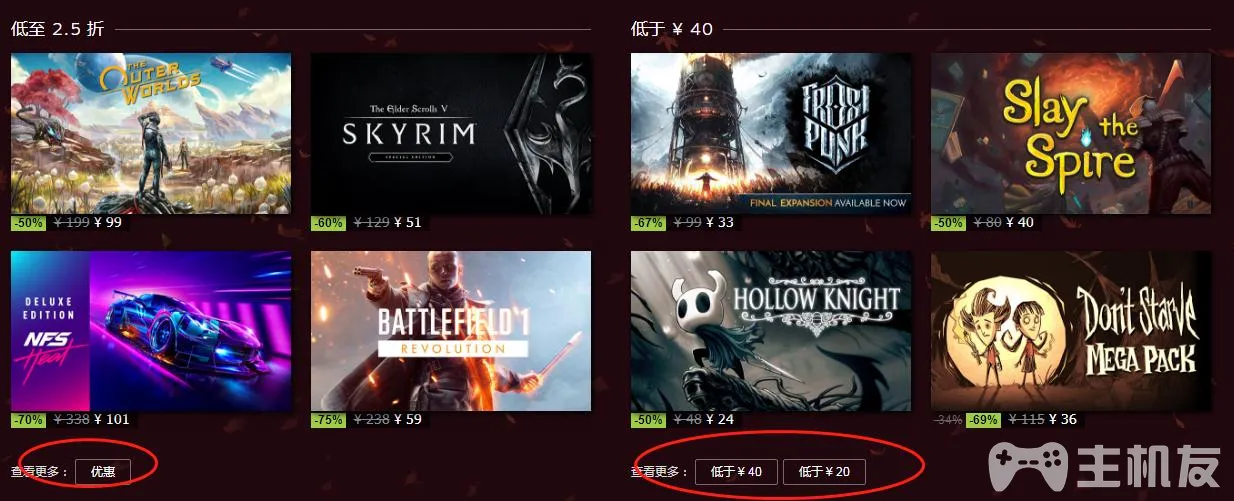 低至 2.5 折
THE OUTER WORLDS
The Elder Scrolls V
SKYRIM
SPECIAL EDITION
-50% ¥ 199 ¥ 99
-60% ¥ 129 ¥ 51
DELUXE
EDITION
NFS
Heat
BATTLEFIELD 1
REVOLUTION
-70% ¥ 338 ¥ 101
-75% ¥ 238 ¥ 59
查看更多： 优惠
低于 ¥ 40
FROST
PUNK
FINAL EXPANSION AVAILABLE NOW
Slay
the
Spire
-67% ¥ 99 ¥ 33
-50% ¥ 80 ¥ 40
HOLLOW KNIGHT
Don't Starve
MEGA PACK
-50% ¥ 48 ¥ 24
-34% -69% ¥ 115 ¥ 36
查看更多： 低于 ¥ 40 低于 ¥ 20
主机友